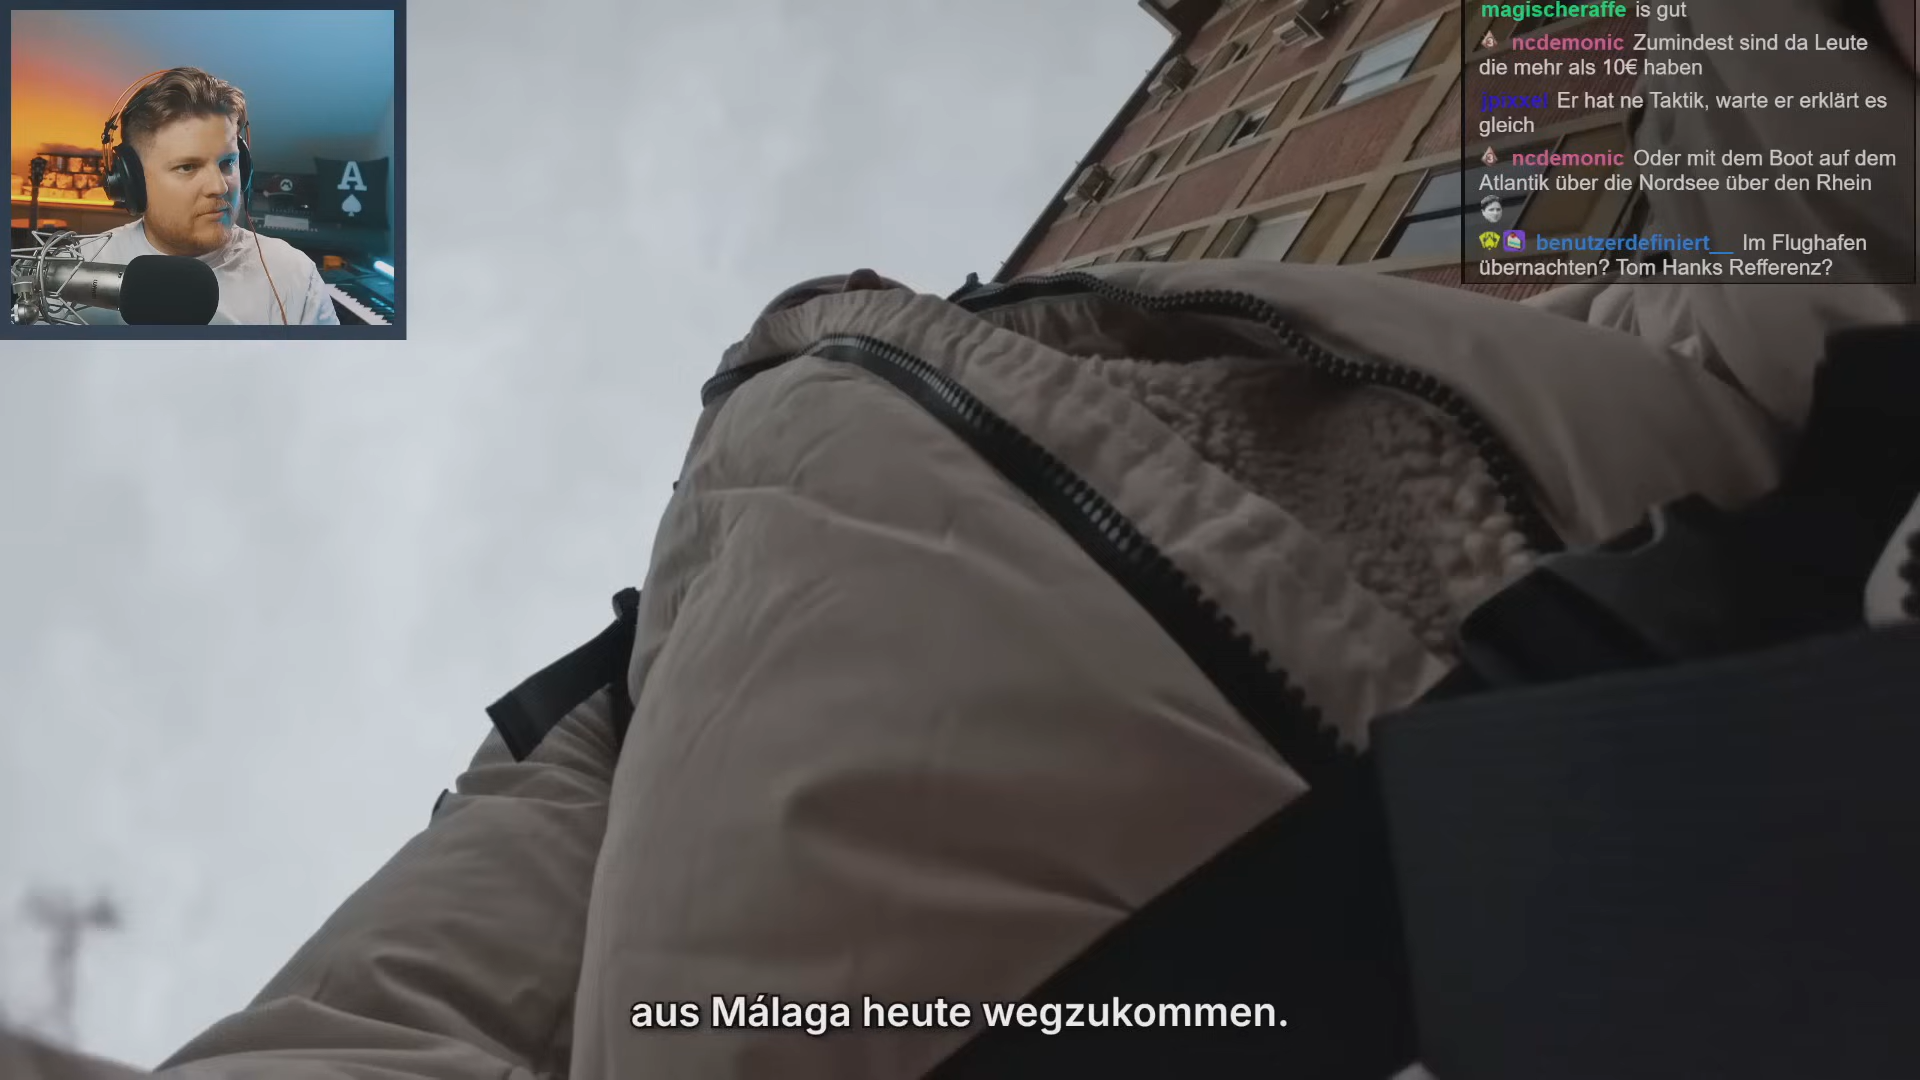 magischeraffe is gut
ncdemonic Zumindest sind da Leute
die mehr als 10€ haben
jpixxel Er hat ne Taktik, warte er erklärt es
gleich
ncdemonic Oder mit dem Boot auf dem
Atlantik über die Nordsee über den Rhein
benutzerdefiniert__ Im Flughafen
übernachten? Tom Hanks Refferenz?
A
aus Málaga heute wegzukommen.